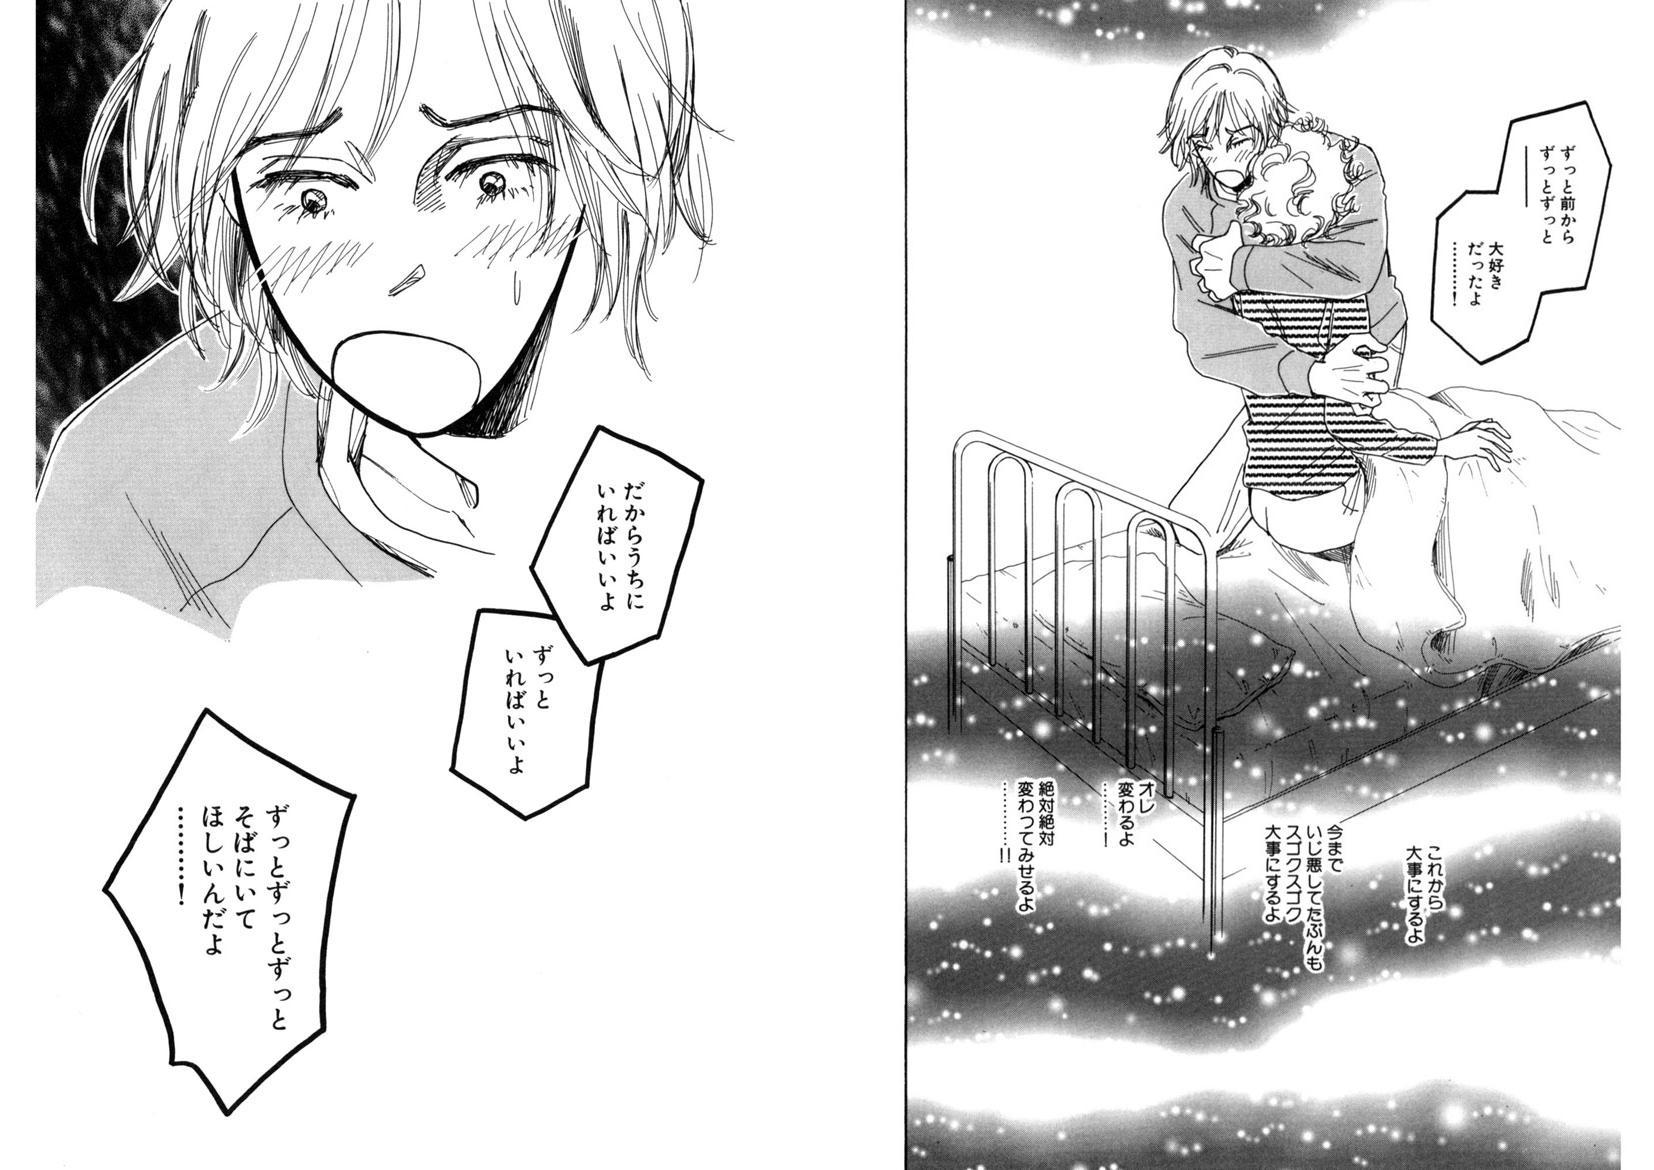 ずっと前から
ずっとずっと
――
大好き
だったよ
………！
これから
大事にするよ
今まで
いじ悪してたぶんも
スゴクスゴク
大事にするよ
オレ
変わるよ
………！
絶対絶対
変わってみせるよ
…………!!
だからうちに
いればいいよ
ずっと
いればいいよ
ずっとずっとずっと
そばにいて
ほしいんだよ
…………！